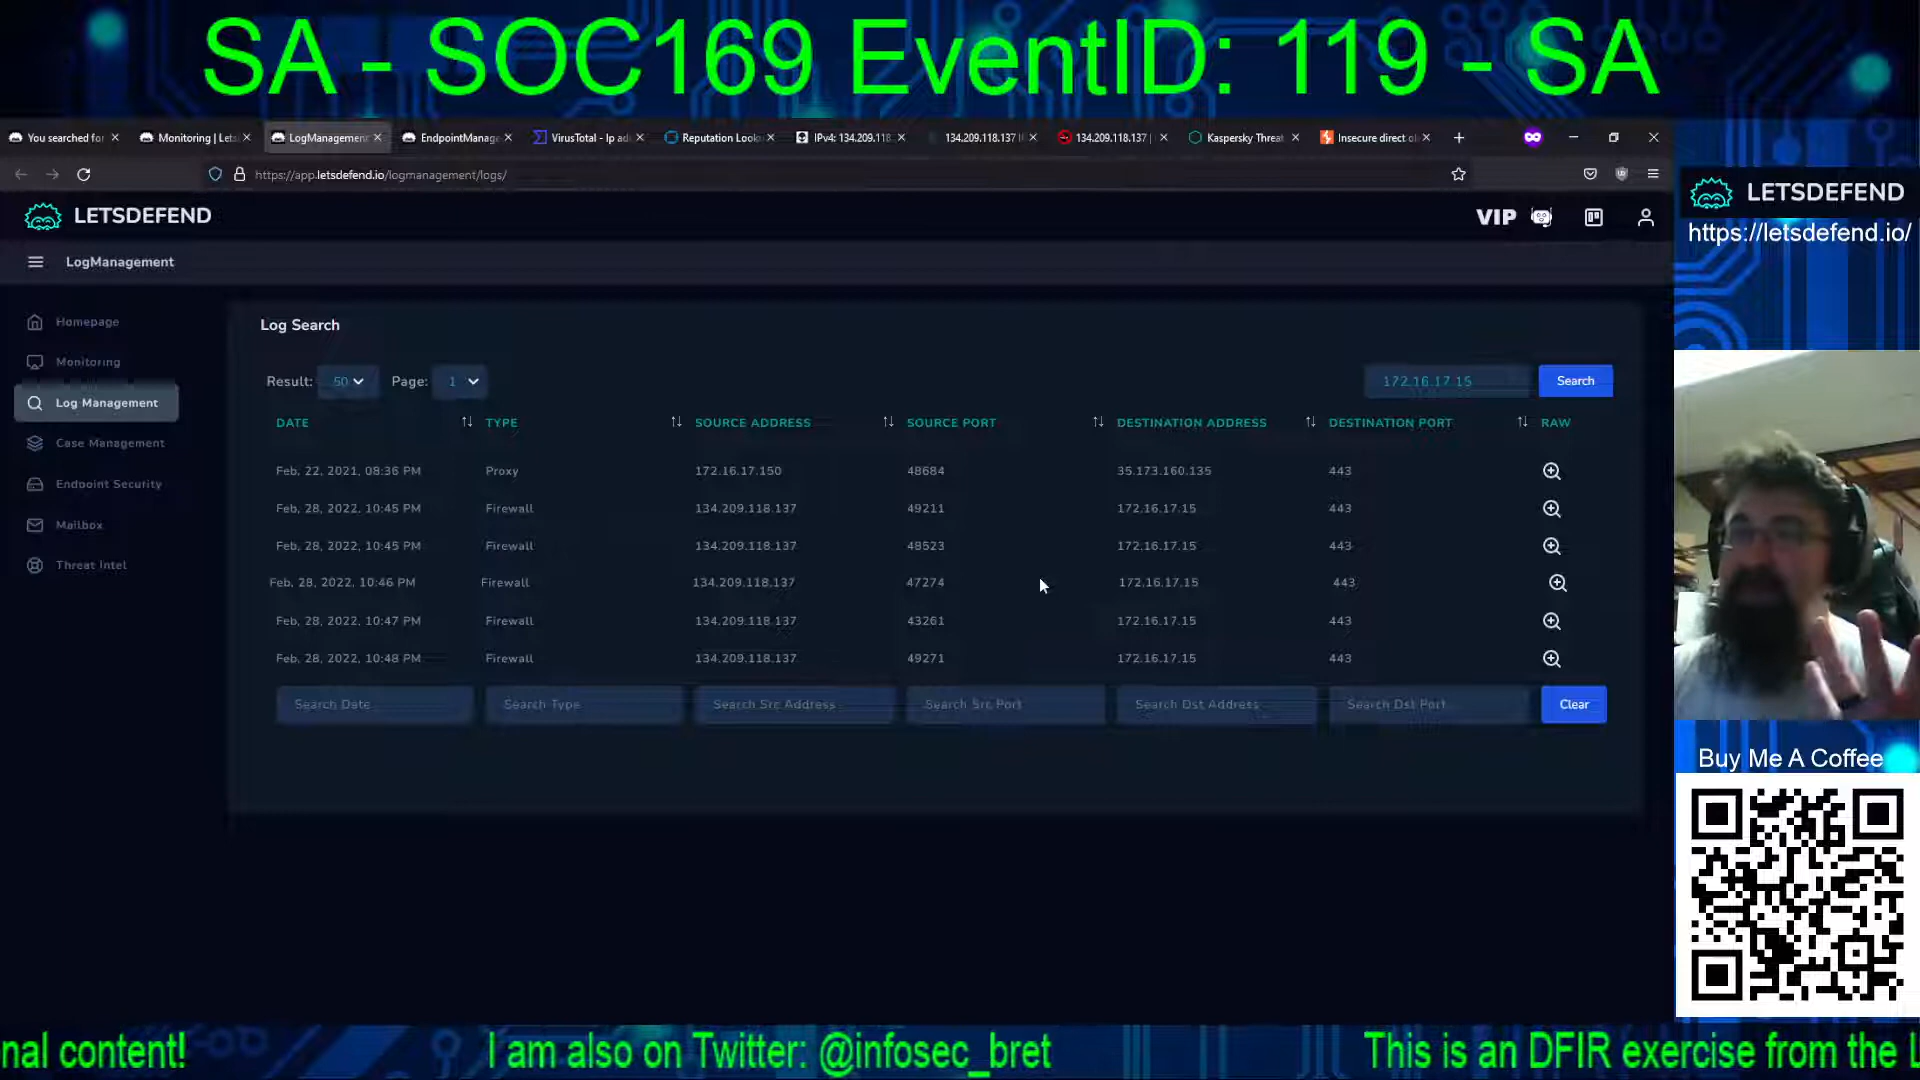 SA - SOC169 EventID: 119 - SA
You searched for
Monitoring | Lets
LogManagement
EndpointManage
VirusTotal - Ip ad
Reputation Look
IPv4: 134.209.118.
134.209.118.137
134.209.118.137 |
Kaspersky Threat
Insecure direct o
https://app.letsdefend.io/logmanagement/logs/
LETSDEFEND
VIP
LETSDEFEND
https://letsdefend.io/
LogManagement
Homepage
Monitoring
Log Management
Case Management
Endpoint Security
Mailbox
Threat Intel
Log Search
Result: 50 Page: 1
172.16.17.15 Search
DATE TYPE SOURCE ADDRESS SOURCE PORT DESTINATION ADDRESS DESTINATION PORT RAW
Feb, 22, 2021, 08:36 PM Proxy 172.16.17.150 48684 35.173.160.135 443
Feb, 28, 2022, 10:45 PM Firewall 134.209.118.137 49211 172.16.17.15 443
Feb, 28, 2022, 10:45 PM Firewall 134.209.118.137 48523 172.16.17.15 443
Feb, 28, 2022, 10:46 PM Firewall 134.209.118.137 47274 172.16.17.15 443
Feb, 28, 2022, 10:47 PM Firewall 134.209.118.137 43261 172.16.17.15 443
Feb, 28, 2022, 10:48 PM Firewall 134.209.118.137 49271 172.16.17.15 443
Search Date Search Type Search Src Address Search Src Port Search Dst Address Search Dst Port Clear
Buy Me A Coffee
nal content! I am also on Twitter: @infosec_bret This is an DFIR exercise from the L